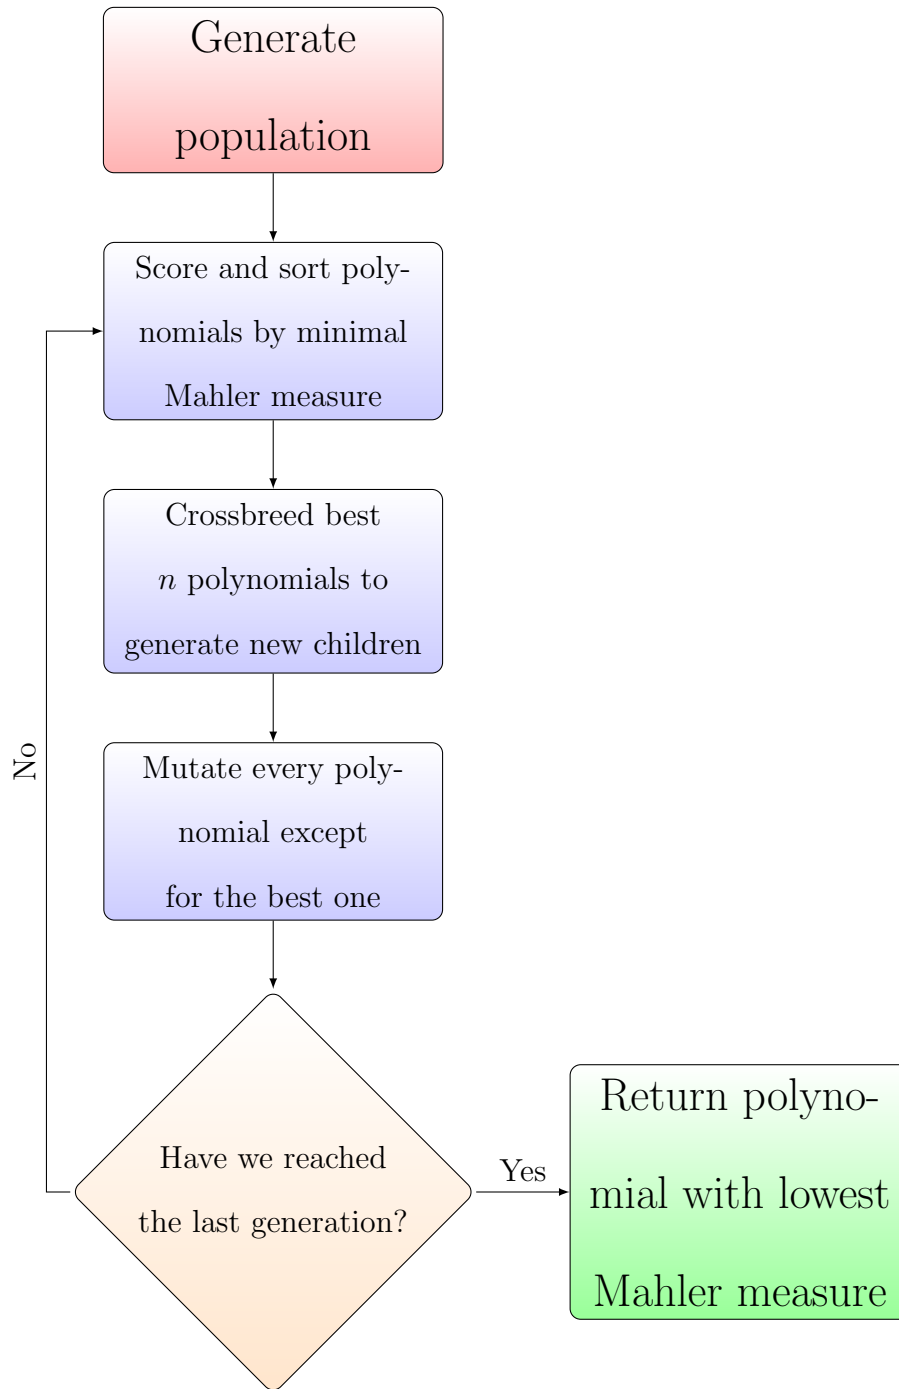 Generate
population
Score and sort poly-
nomials by minimal
Mahler measure
Crossbreed best
n polynomials to
generate new children
Mutate every poly-
nomial except
for the best one
No
Have we reached
the last generation?
Yes
Return polyno-
mial with lowest
Mahler measure